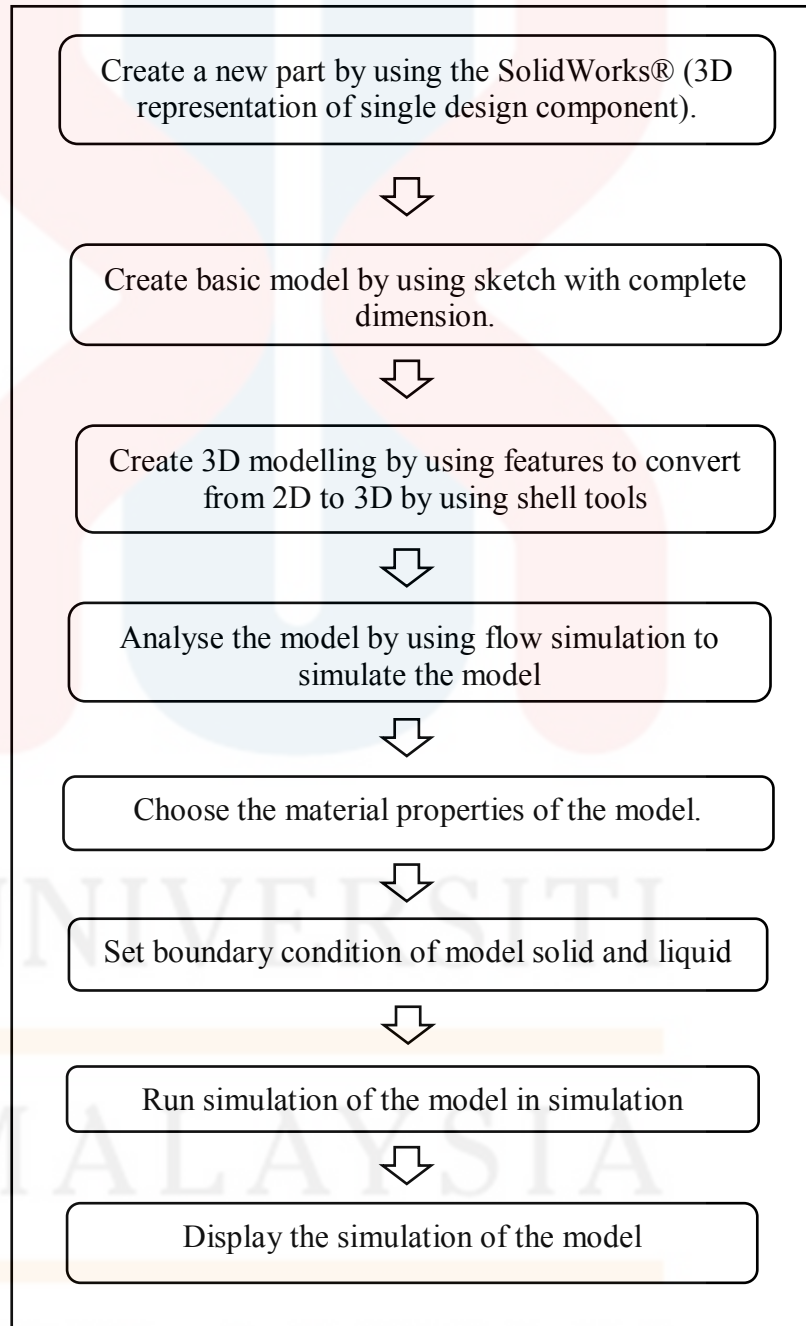 Create a new part by using the SolidWorks® (3D
representation of single design component).
Create basic model by using sketch with complete
dimension.
Create 3D modelling by using features to convert
from 2D to 3D by using shell tools
Analyse the model by using flow simulation to
simulate the model
Choose the material properties of the model.
UNIVERSITI
Set boundary condition of model solid and liquid
Run simulation of the model in simulation
MALAYSIA
Display the simulation of the model